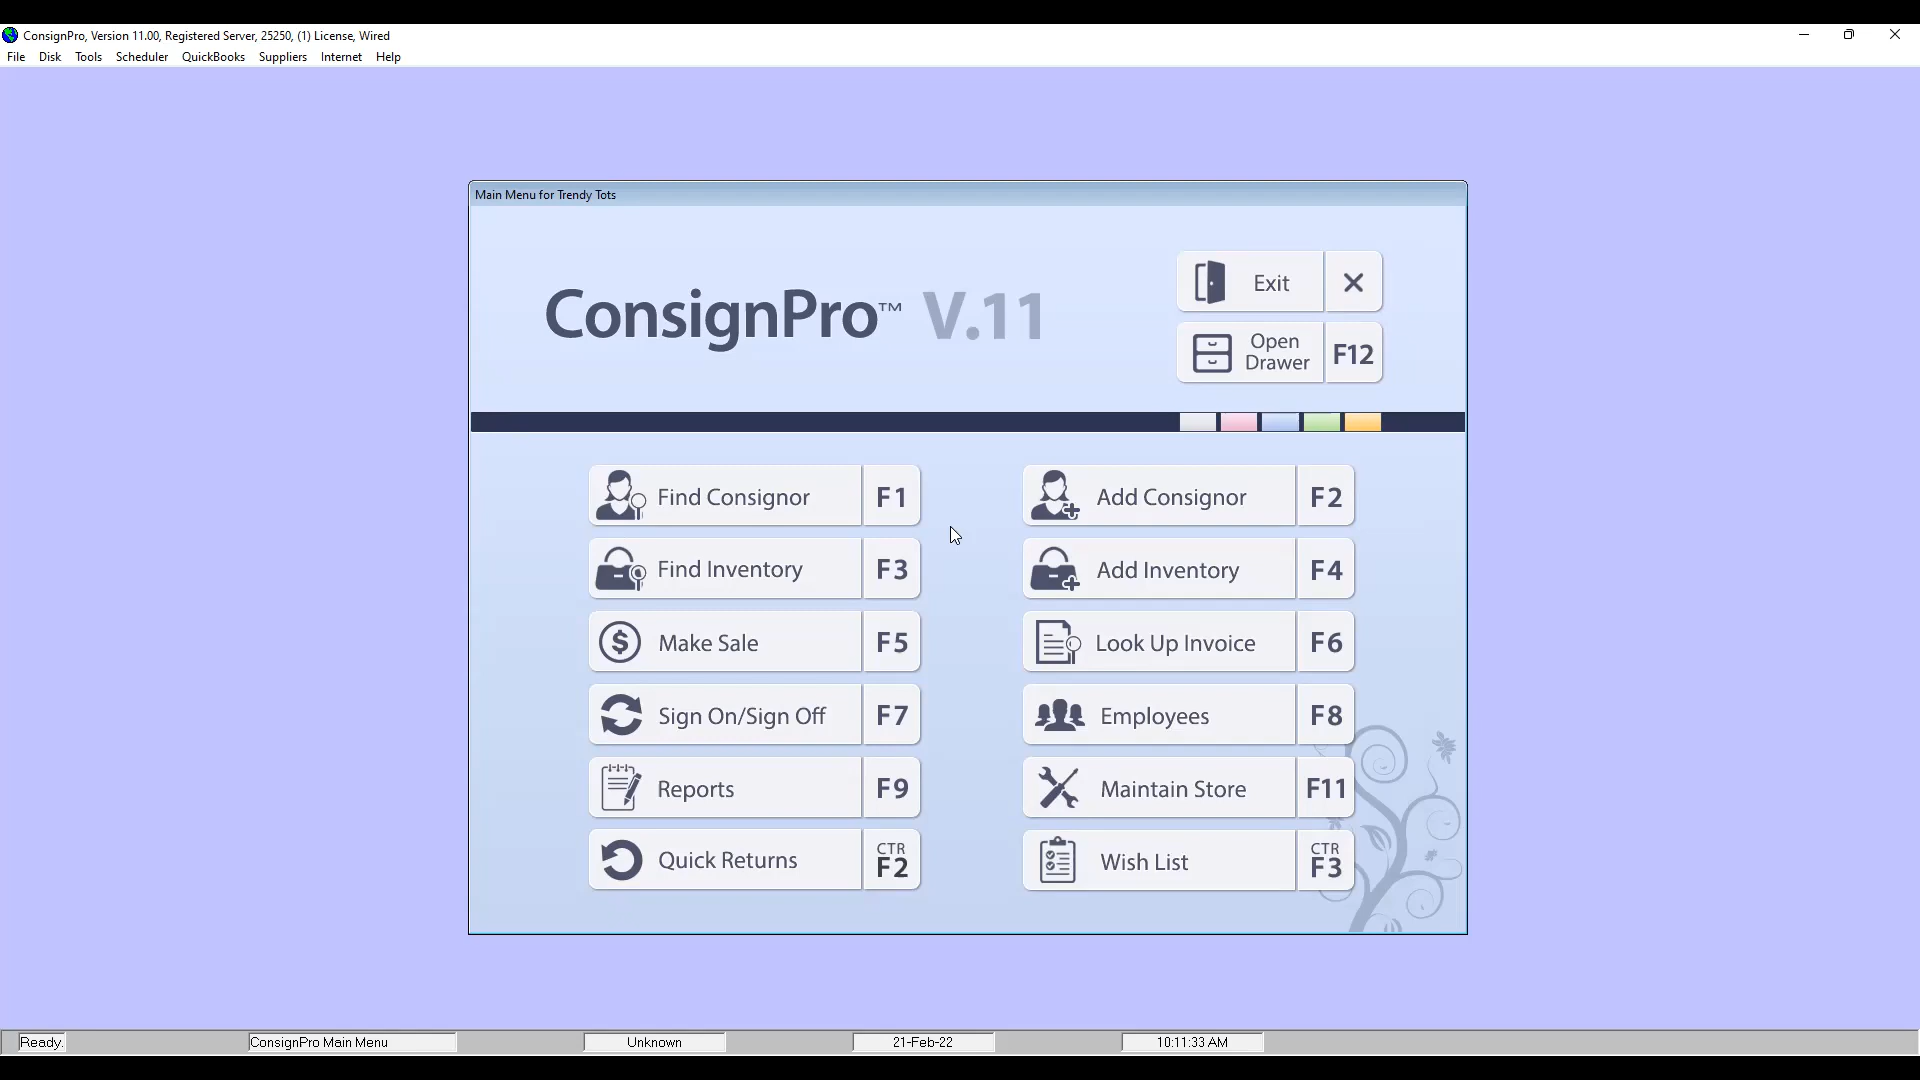 ConsignPro, Version 11.00, Registered Server, 25250, (1) License, Wired
File Disk Tools Scheduler QuickBooks Suppliers Internet Help
Main Menu for Trendy Tots
ConsignPro™ V.11
Exit
Open
Drawer F12
Find Consignor F1
Add Consignor F2
Find Inventory F3
Add Inventory F4
Make Sale F5
Look Up Invoice F6
Sign On/Sign Off F7
Employees F8
Reports F9
Maintain Store F11
Quick Returns CTR
F2
Wish List CTR
F3
Ready. ConsignPro Main Menu Unknown 21-Feb-22 10:11:33 AM